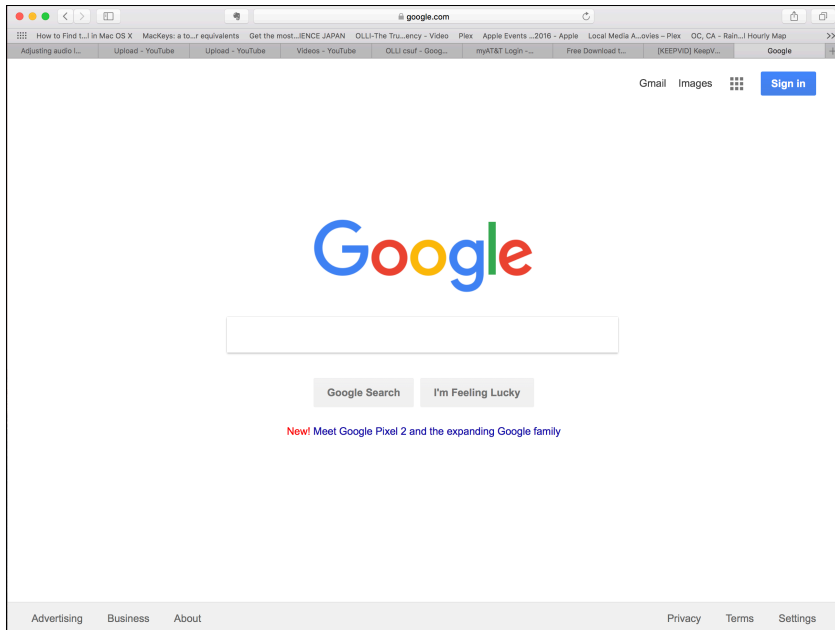 google.com
How to Find t...l in Mac OS X MacKeys: a to...r equivalents Get the most...IENCE JAPAN OLLI-The Tru...ency - Video Plex Apple Events ...2016 - Apple Local Media A...ovies – Plex OC, CA - Rain...l Hourly Map >>
Adjusting audio l... Upload - YouTube Upload - YouTube Videos - YouTube OLLI csuf - Goog... myAT&T Login -... Free Download t... [KEEPVID] KeepV... Google +
Gmail Images Sign in
Google
Google Search I'm Feeling Lucky
New! Meet Google Pixel 2 and the expanding Google family
Advertising Business About Privacy Terms Settings